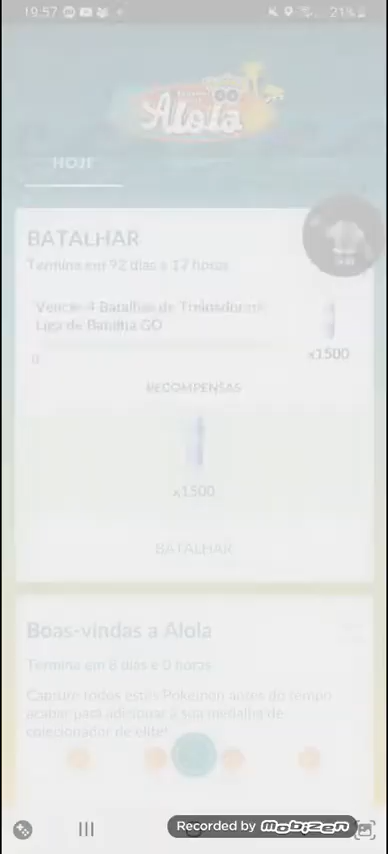 19:57
21%
GO
Alola
HOJE
BATALHAR
Termina em 92 dias e 17 horas
Vencer 4 Batalhas de Treinador na
Liga de Batalha GO
0
x1500
RECOMPENSAS
x1500
BATALHAR
Boas-vindas a Alola
Termina em 8 dias e 0 horas
Capture todos estes Pokémon antes do tempo
acabar para adicionar à sua medalha de
colecionador de elite!
Recorded by Mobizen